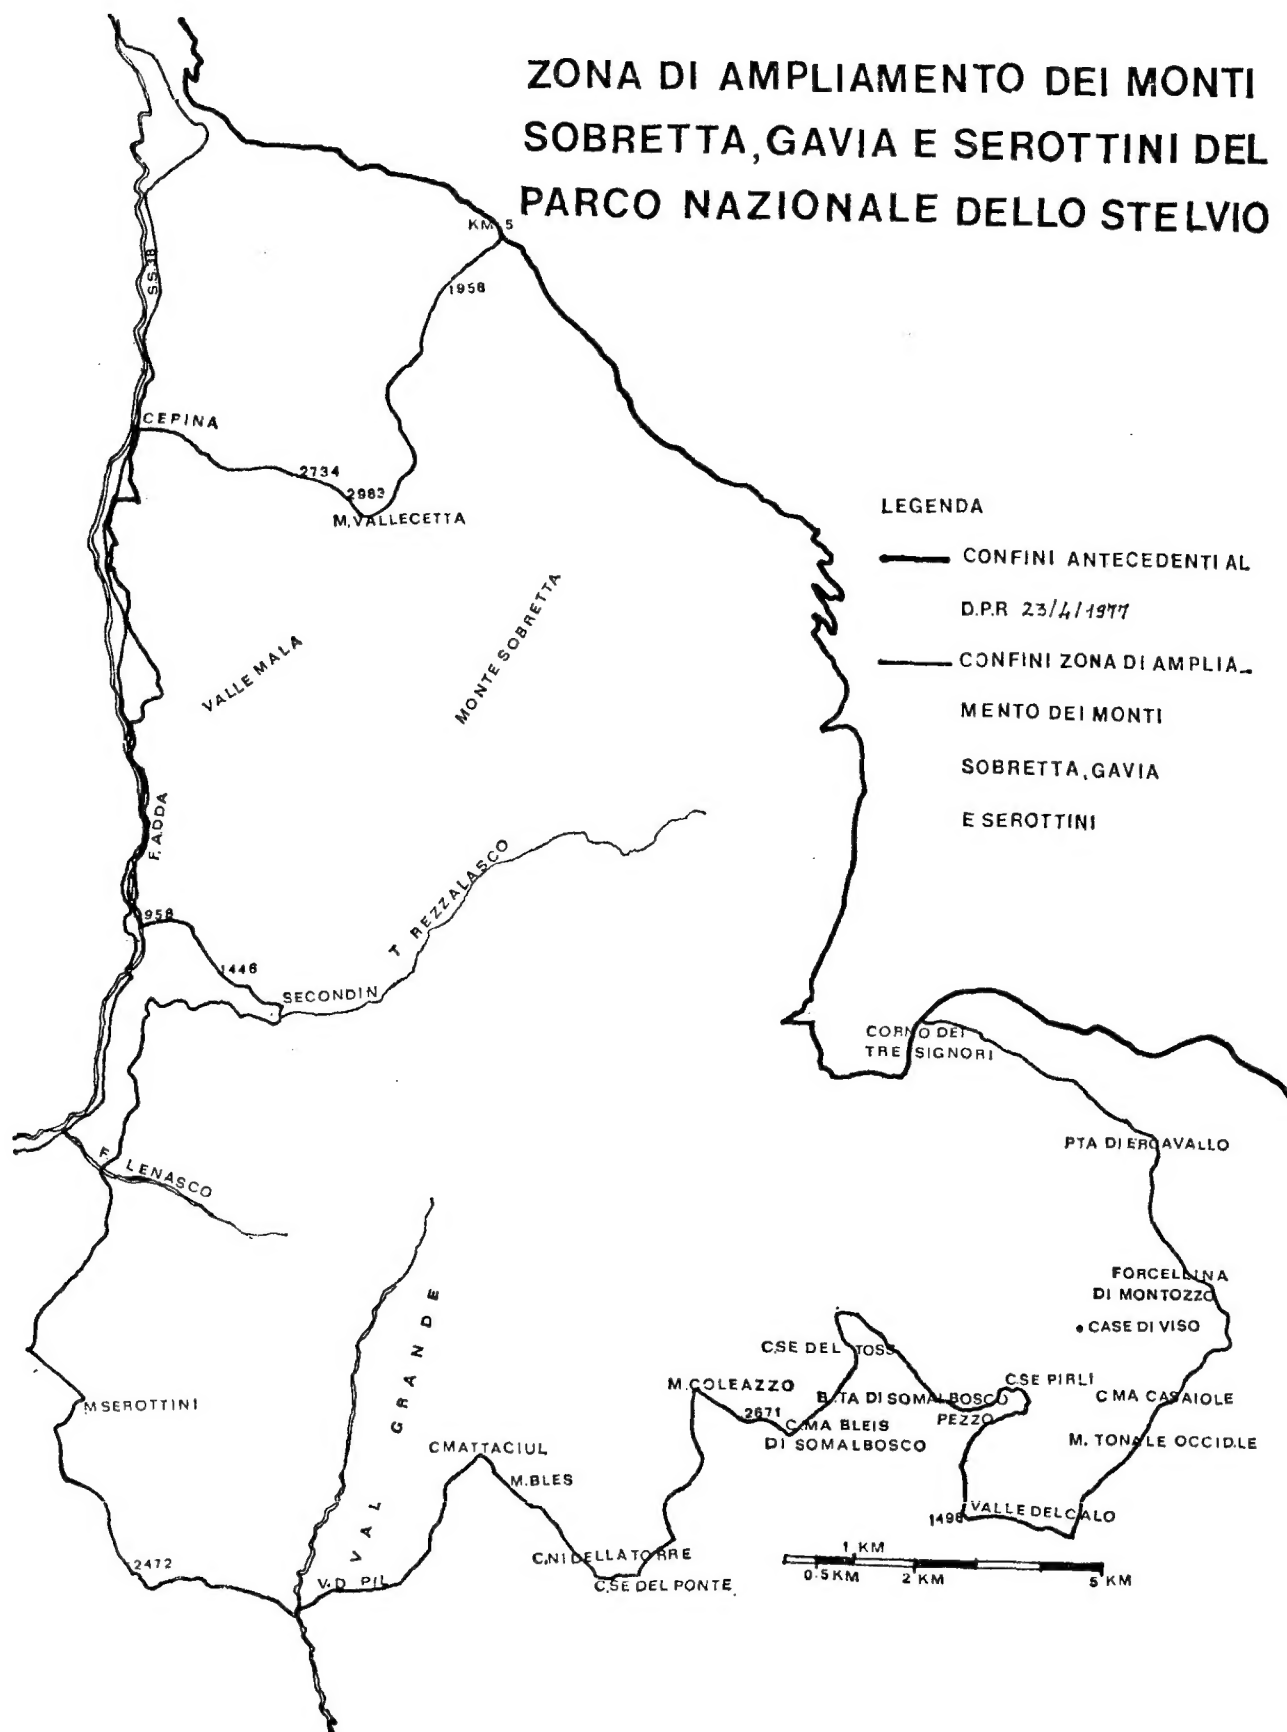 ZONA DI AMPLIAMENTO DEI MONTI
SOBRETTA, GAVIA E SEROTTINI DEL
PARCO NAZIONALE DELLO STELVIO
KM 5
S.S.38
1958
CEPINA
2734
2983
M.VALLECETTA
LEGENDA
CONFINI ANTECEDENTI AL
D.P.R 23/4/1977
CONFINI ZONA DI AMPLIA_
MENTO DEI MONTI
SOBRETTA, GAVIA
E SEROTTINI
VALLE MALA
MONTE SOBRETTA
F. ADDA
T REZZALASCO
958
1446
SECONDIN
CORNO DEI
TRE SIGNORI
PTA DI ERCAVALLO
F LENASCO
FORCELLINA
DI MONTOZZO
CASE DI VISO
VAL GRANDE
C.SE DEL TOSS
M.COLEAZZO
C.SE PIRLI
B.TA DI SOMALBOSCO
C MA CASAIOLE
M SEROTTINI
2671
PEZZO
C.MA BLEIS
DI SOMALBOSCO
M. TONALE OCCID.LE
C MATTACIUL
M.BLES
1498
VALLE DEL CALO
C.NI DELLA TORRE
C.SE DEL PONTE
2472
V.D PIL
1 KM
0.5 KM
2 KM
5 KM